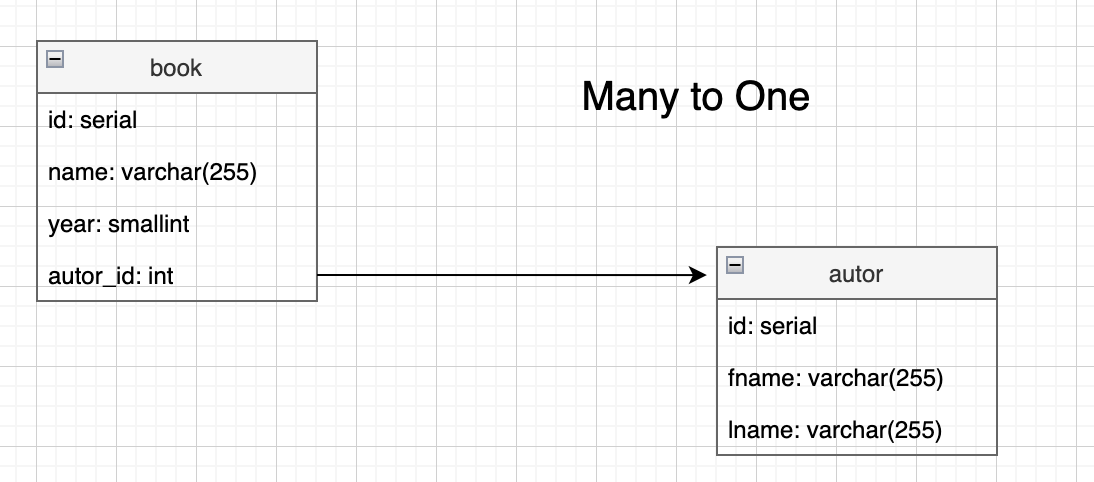 book
id: serial
name: varchar(255)
year: smallint
autor_id: int
Many to One
autor
id: serial
fname: varchar(255)
lname: varchar(255)